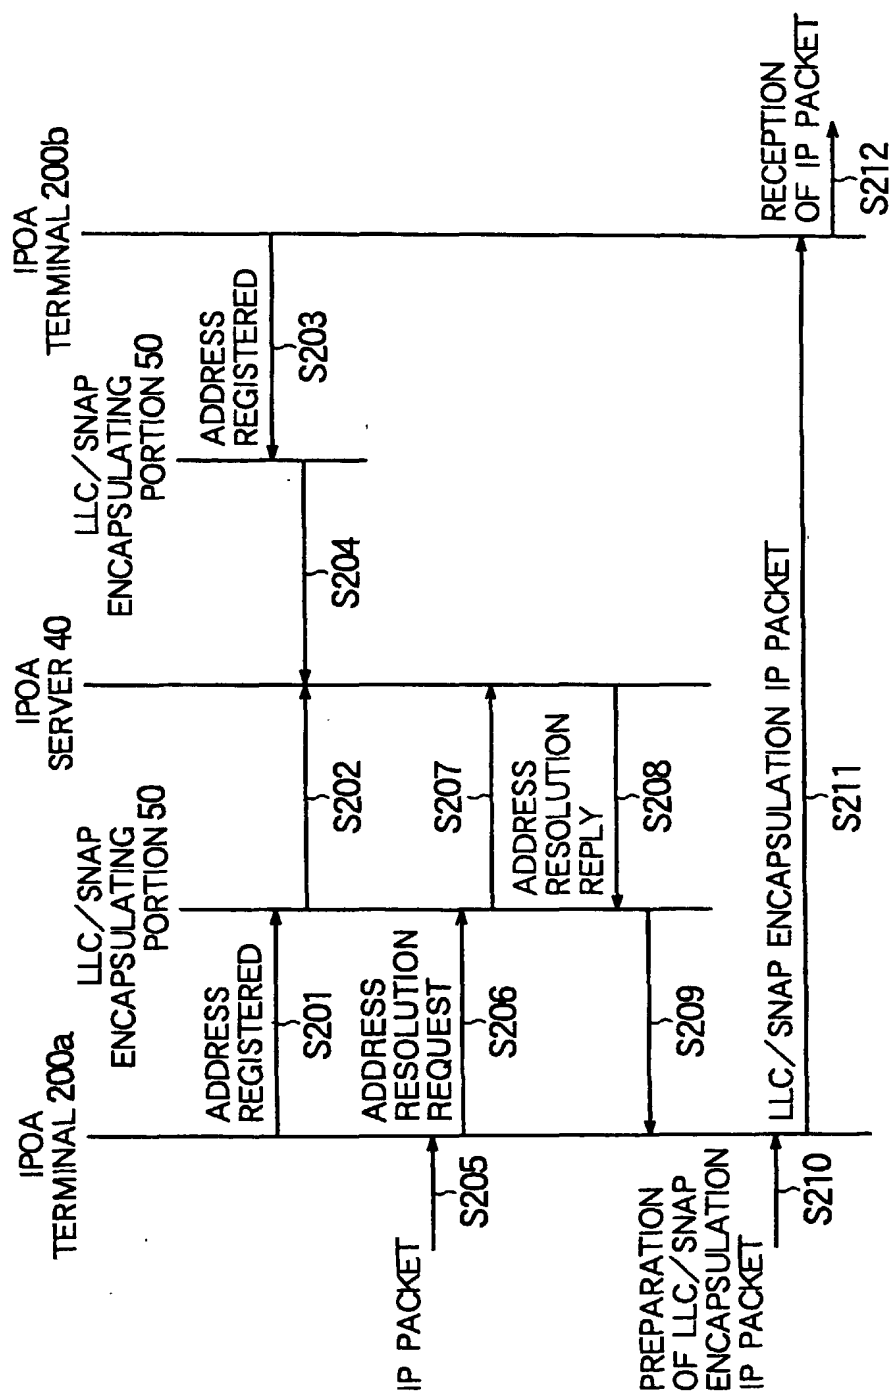 IPOA
TERMINAL 200a
LLC/SNAP
ENCAPSULATING
PORTION 50
IPOA
SERVER 40
LLC/SNAP
ENCAPSULATING
PORTION 50
IPOA
TERMINAL 200b
ADDRESS
REGISTERED
S201
S202
ADDRESS
REGISTERED
S203
S204
IP PACKET
S205
ADDRESS
RESOLUTION
REQUEST
S206
S207
ADDRESS
RESOLUTION
REPLY
S208
S209
PREPARATION
OF LLC/SNAP
ENCAPSULATION
IP PACKET
S210
LLC/SNAP ENCAPSULATION IP PACKET
S211
RECEPTION
OF IP PACKET
S212